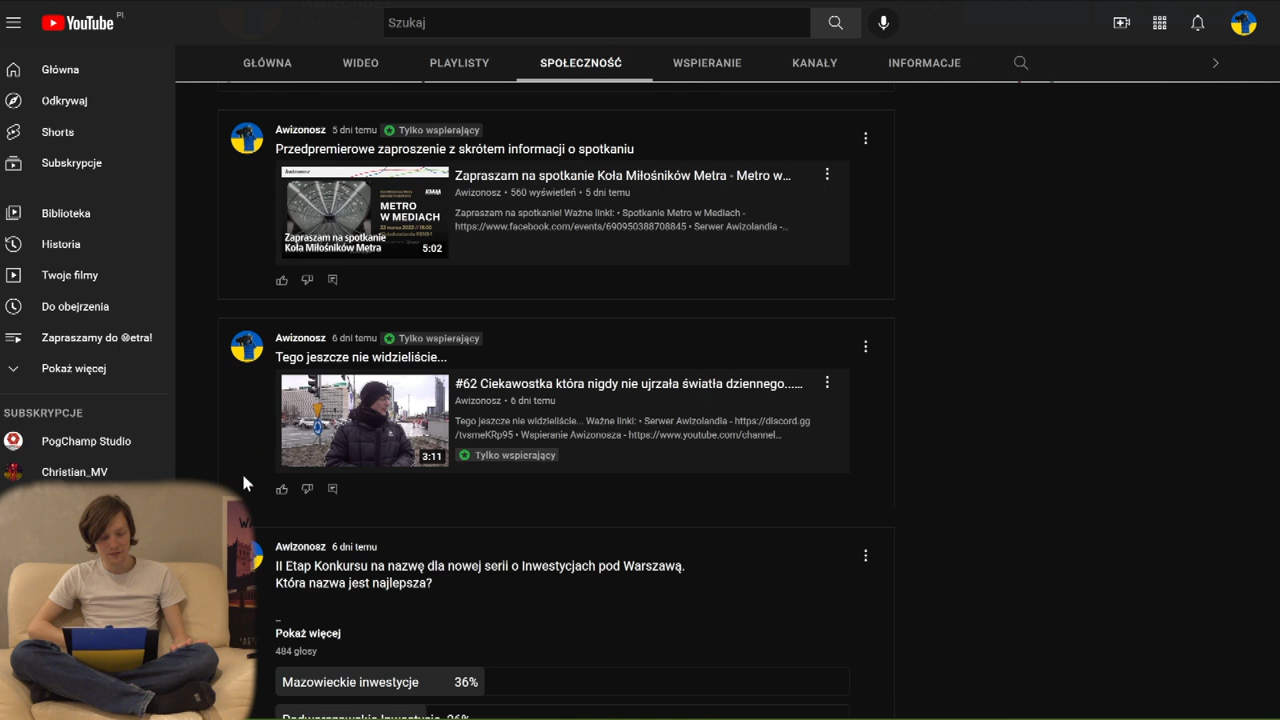 YouTube PL
Szukaj
Główna
Odkrywaj
Shorts
Subskrypcje
Biblioteka
Historia
Twoje filmy
Do obejrzenia
Zapraszamy do Ⓜetra!
Pokaż więcej
SUBSKRYPCJE
PogChamp Studio
Christian_MV
GŁÓWNA WIDEO PLAYLISTY SPOŁECZNOŚĆ WSPIERANIE KANAŁY INFORMACJE
Awizonosz 5 dni temu Tylko wspierający
Przedpremierowe zaproszenie z skrótem informacji o spotkaniu
METRO
W MEDIACH
Zapraszam na spotkanie
Koła Miłośników Metra
5:02
Zapraszam na spotkanie Koła Miłośników Metra • Metro w...
Awizonosz • 560 wyświetleń • 5 dni temu
Zapraszam na spotkanie! Ważne linki: • Spotkanie Metro w Mediach -
https://www.facebook.com/events/690950388708845 • Serwer Awizolandia -...
Awizonosz 6 dni temu Tylko wspierający
Tego jeszcze nie widzieliście...
3:11
#62 Ciekawostka która nigdy nie ujrzała światła dziennego......
Awizonosz • 6 dni temu
Tego jeszcze nie widzieliście... Ważne linki: • Serwer Awizolandia - https://discord.gg
/tvsmeKRp95 • Wspieranie Awizonosza - https://www.youtube.com/channel...
Tylko wspierający
Awizonosz 6 dni temu
II Etap Konkursu na nazwę dla nowej serii o Inwestycjach pod Warszawą.
Która nazwa jest najlepsza?
...
Pokaż więcej
484 głosy
Mazowieckie inwestycje 36%
Podwarszawskie Inwestycje 26%